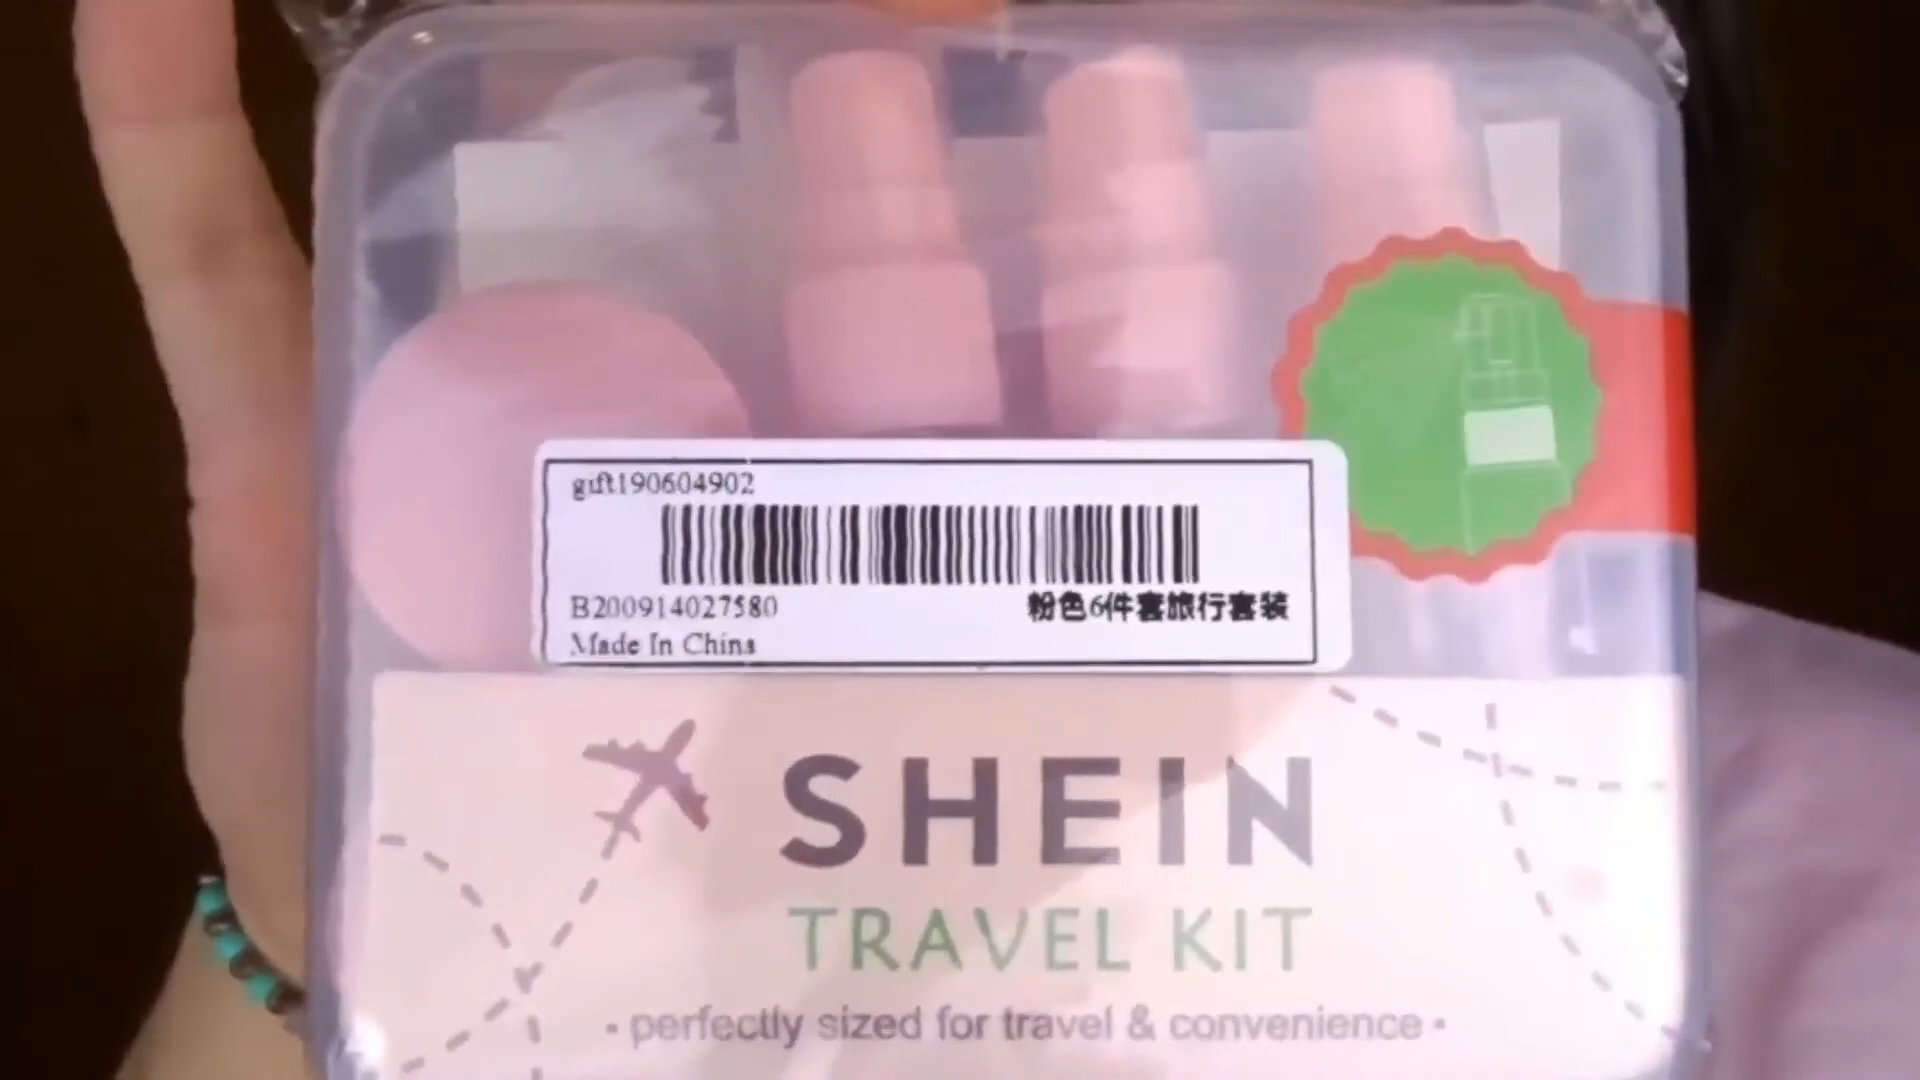 gift190604902
B200914027580
粉色6件套旅行套装
Made In China
SHEIN
TRAVEL KIT
· perfectly sized for travel & convenience ·